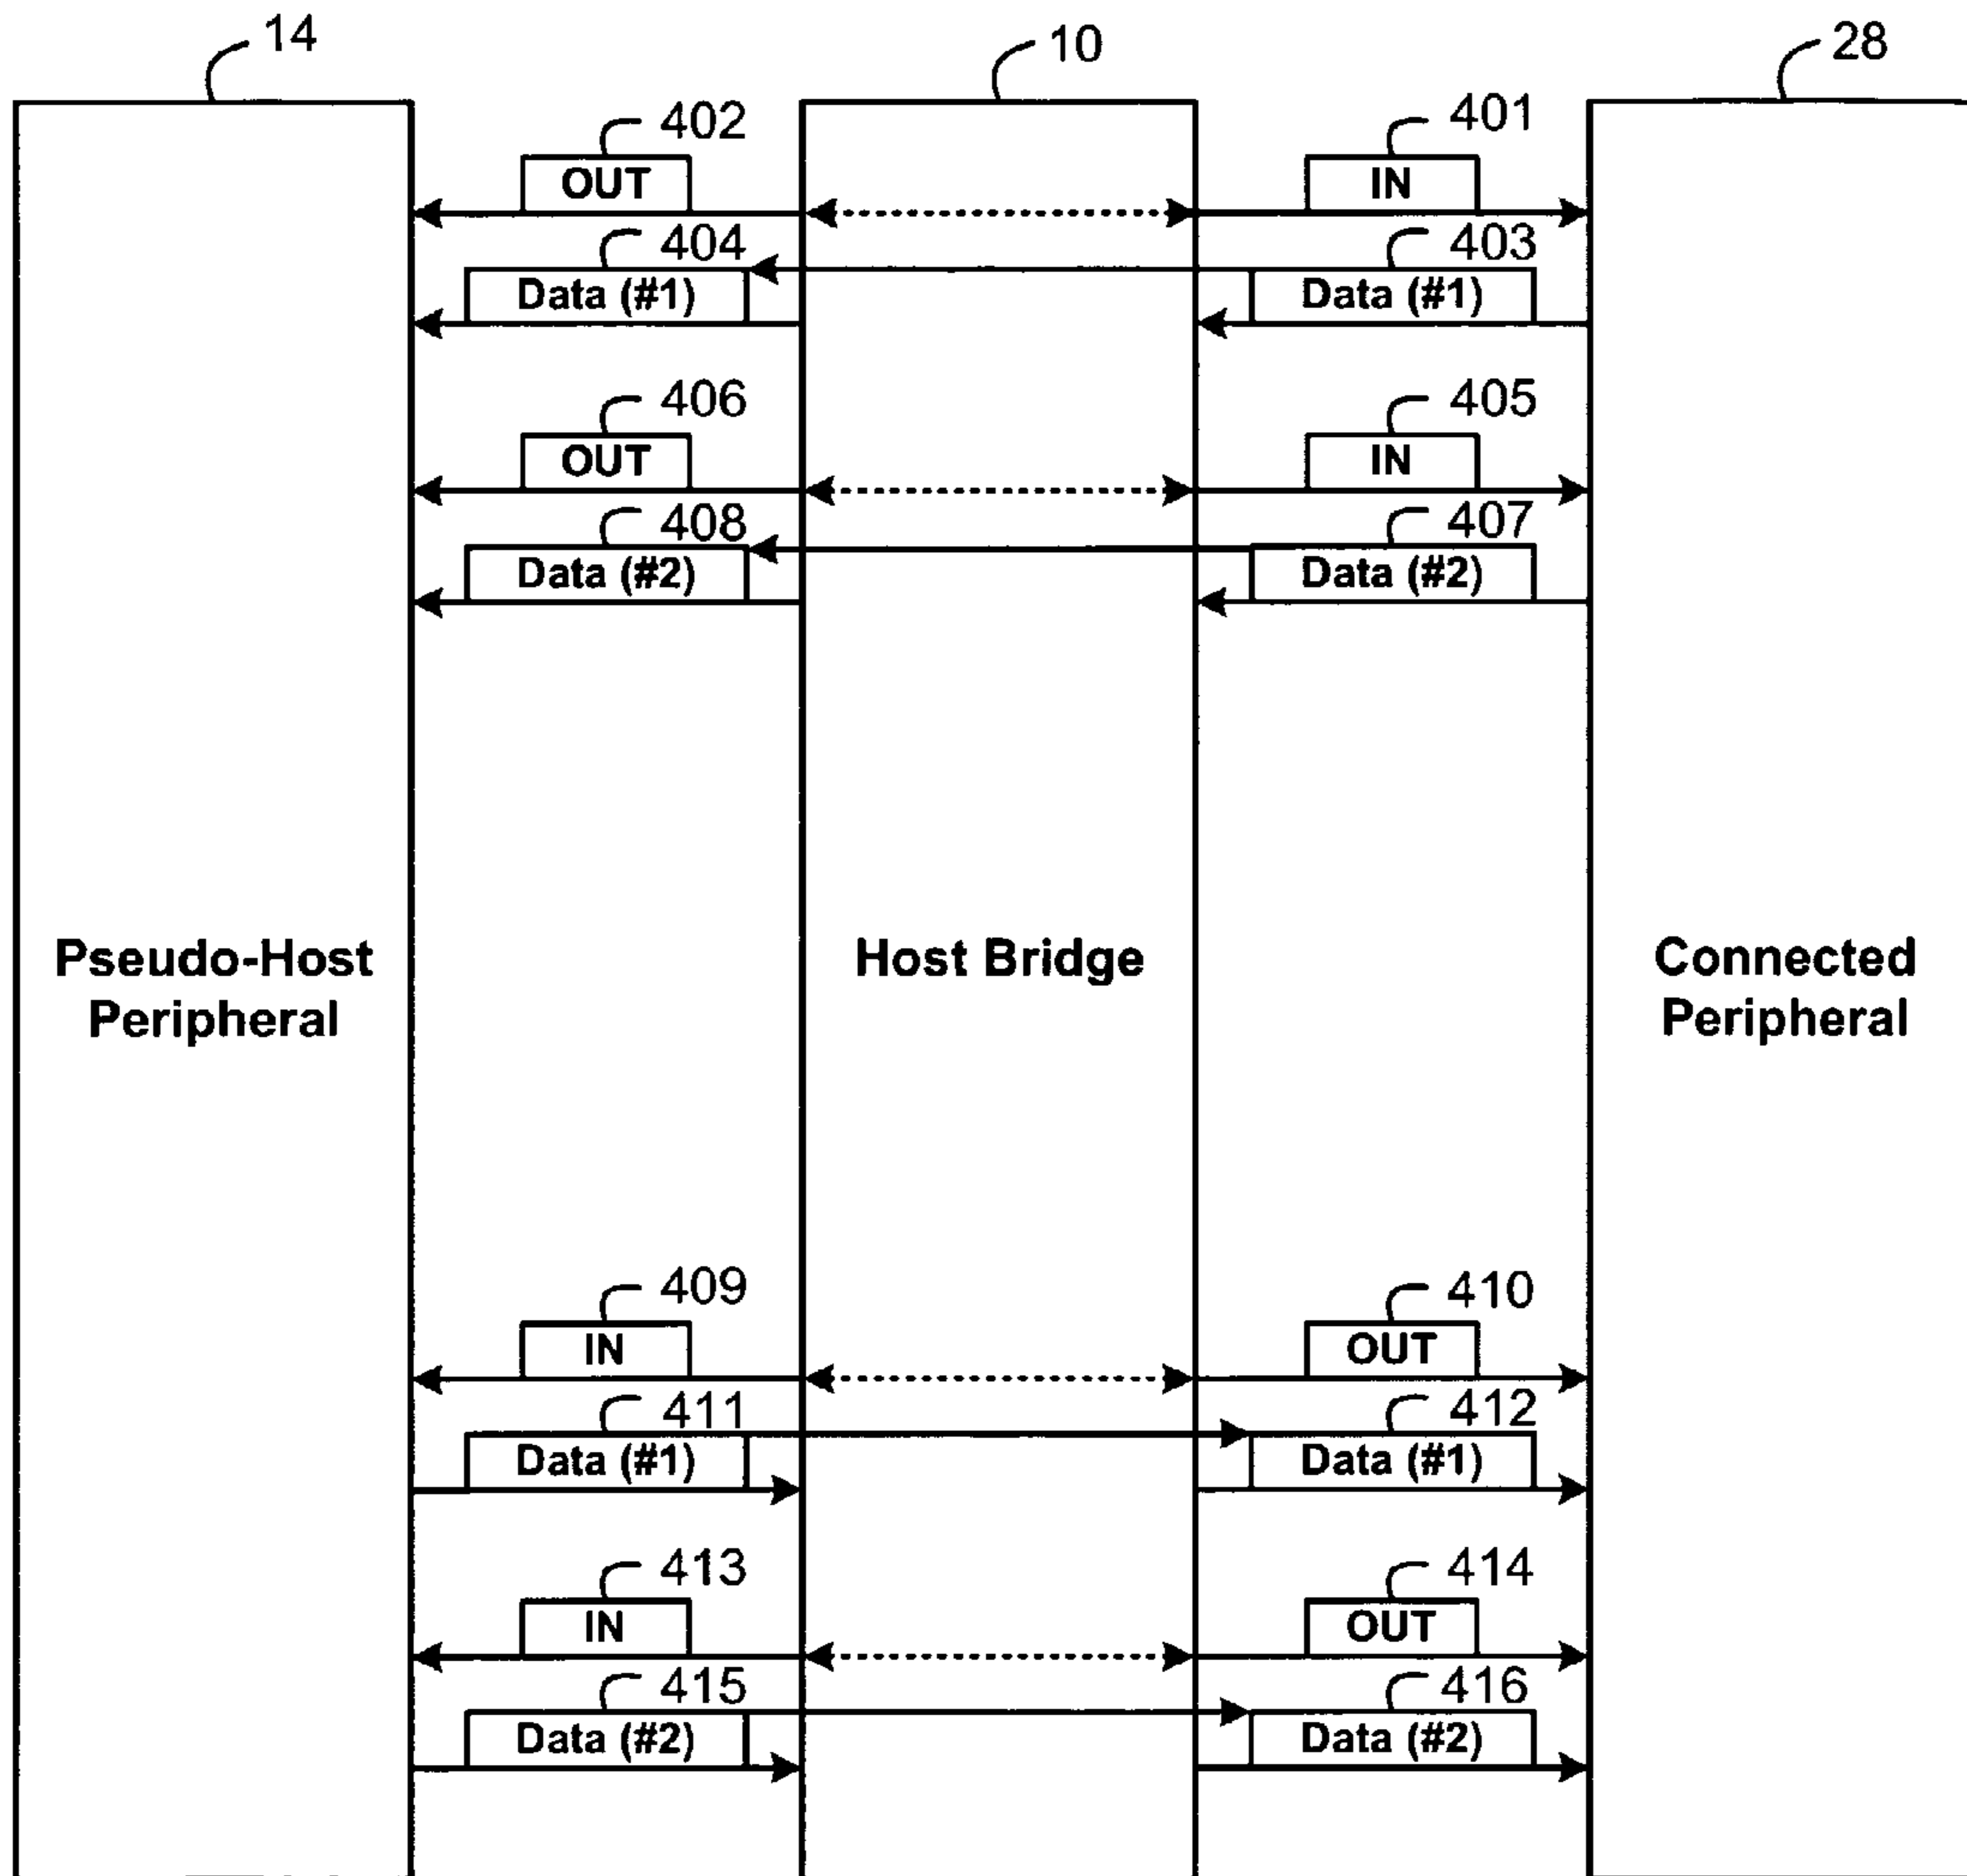 14
10
28
402
401
OUT
IN
404
403
Data (#1)
Data (#1)
406
405
OUT
IN
408
407
Data (#2)
Data (#2)
Pseudo-Host
Peripheral
Host Bridge
Connected
Peripheral
409
410
IN
OUT
411
412
Data (#1)
Data (#1)
413
414
IN
OUT
415
416
Data (#2)
Data (#2)